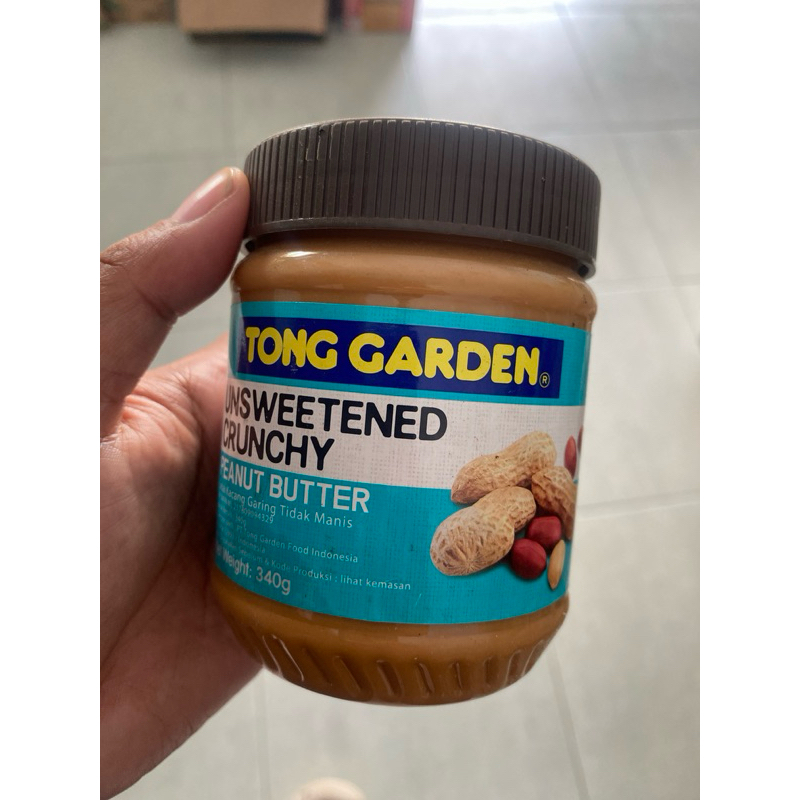 TONG GARDEN®
UNSWEETENED
CRUNCHY
PEANUT BUTTER
Kacang Garing Tidak Manis
Tong Garden Food Indonesia
Indonesia
& Kode Produksi : lihat kemasan
Weight: 340g